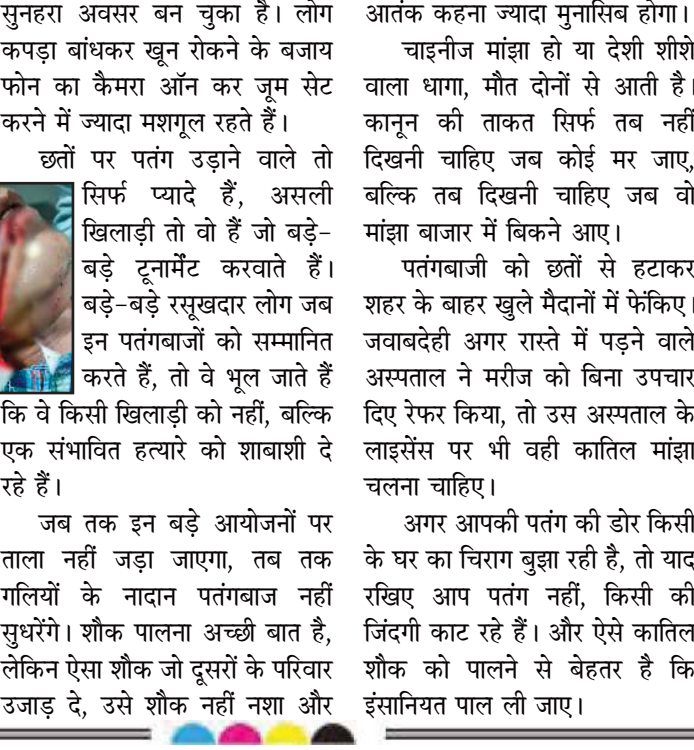 सुनहरा अवसर बन चुका है। लोग
कपड़ा बांधकर खून रोकने के बजाय
फोन का कैमरा ऑन कर जूम सेट
करने में ज्यादा मशगूल रहते हैं।
छतों पर पतंग उड़ाने वाले तो
सिर्फ प्यादे हैं, असली
खिलाड़ी तो वो हैं जो बड़े-
बड़े टूनार्मेंट करवाते हैं।
बड़े-बड़े रसूखदार लोग जब
इन पतंगबाजों को सम्मानित
करते हैं, तो वे भूल जाते हैं
कि वे किसी खिलाड़ी को नहीं, बल्कि
एक संभावित हत्यारे को शाबाशी दे
रहे हैं।
जब तक इन बड़े आयोजनों पर
ताला नहीं जड़ा जाएगा, तब तक
गलियों के नादान पतंगबाज नहीं
सुधरेंगे। शौक पालना अच्छी बात है,
लेकिन ऐसा शौक जो दूसरों के परिवार
उजाड़ दे, उसे शौक नहीं नशा और
आतंक कहना ज्यादा मुनासिब होगा।
चाइनीज मांझा हो या देशी शीशे
वाला धागा, मौत दोनों से आती है।
कानून की ताकत सिर्फ तब नहीं
दिखनी चाहिए जब कोई मर जाए,
बल्कि तब दिखनी चाहिए जब वो
मांझा बाजार में बिकने आए।
पतंगबाजी को छतों से हटाकर
शहर के बाहर खुले मैदानों में फेंकिए।
जवाबदेही अगर रास्ते में पड़ने वाले
अस्पताल ने मरीज को बिना उपचार
दिए रेफर किया, तो उस अस्पताल के
लाइसेंस पर भी वही कातिल मांझा
चलना चाहिए।
अगर आपकी पतंग की डोर किसी
के घर का चिराग बुझा रही है, तो याद
रखिए आप पतंग नहीं, किसी की
जिंदगी काट रहे हैं। और ऐसे कातिल
शौक को पालने से बेहतर है कि
इंसानियत पाल ली जाए।